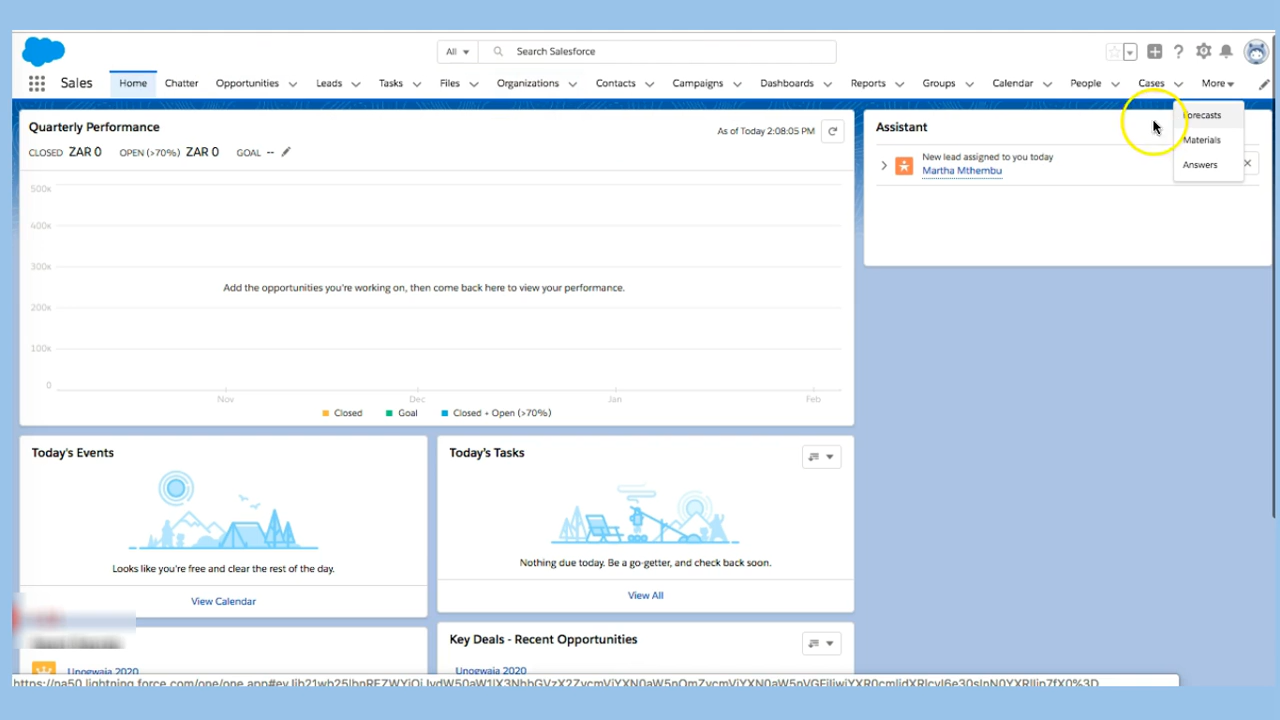 All
Search Salesforce
Sales
Home
Chatter
Opportunities
Leads
Tasks
Files
Organizations
Contacts
Campaigns
Dashboards
Reports
Groups
Calendar
People
Cases
More
Forecasts
Materials
Answers
Quarterly Performance
As of Today 2:08:05 PM
CLOSED ZAR 0 OPEN (>70%) ZAR 0 GOAL --
500K
400K
300K
200K
100K
0
Add the opportunities you're working on, then come back here to view your performance.
Nov
Dec
Jan
Feb
Closed
Goal
Closed + Open (>70%)
Assistant
New lead assigned to you today
Martha Mthembu
Today's Events
Looks like you're free and clear the rest of the day.
View Calendar
Today's Tasks
Nothing due today. Be a go-getter, and check back soon.
View All
Key Deals - Recent Opportunities
Unogwaja 2020
Unogwaja 2020